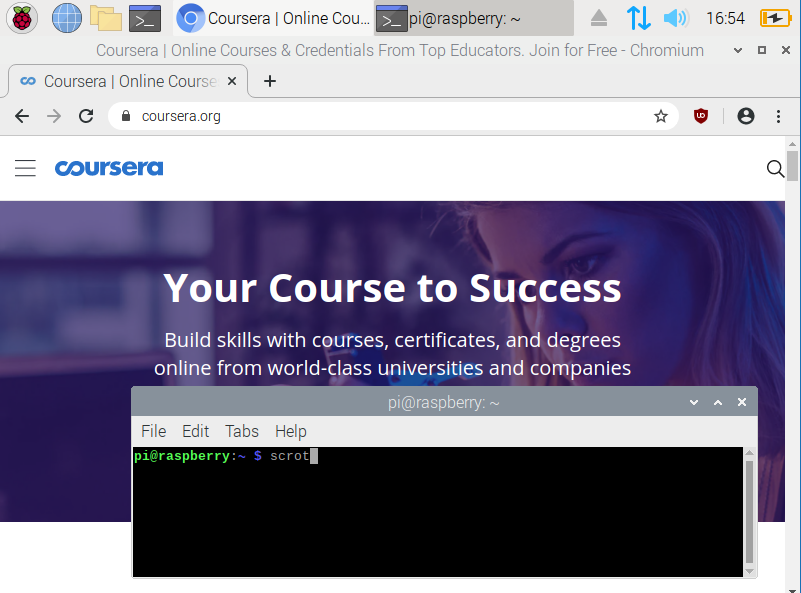 Coursera | Online Cou...
pi@raspberry: ~
16:54
Coursera | Online Courses & Credentials From Top Educators. Join for Free - Chromium
Coursera | Online Course
coursera.org
coursera
Your Course to Success
Build skills with courses, certificates, and degrees
online from world-class universities and companies
pi@raspberry: ~
File Edit Tabs Help
pi@raspberry:~ $ scrot